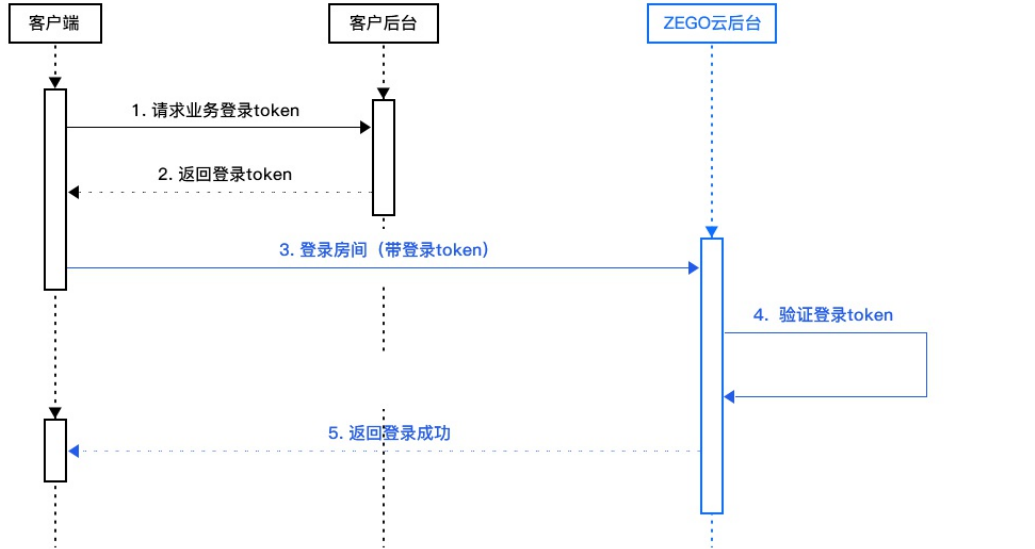 客户端
客户后台
ZEGO云后台
1. 请求业务登录token
2. 返回登录token
3. 登录房间（带登录token）
4. 验证登录token
5. 返回登录成功